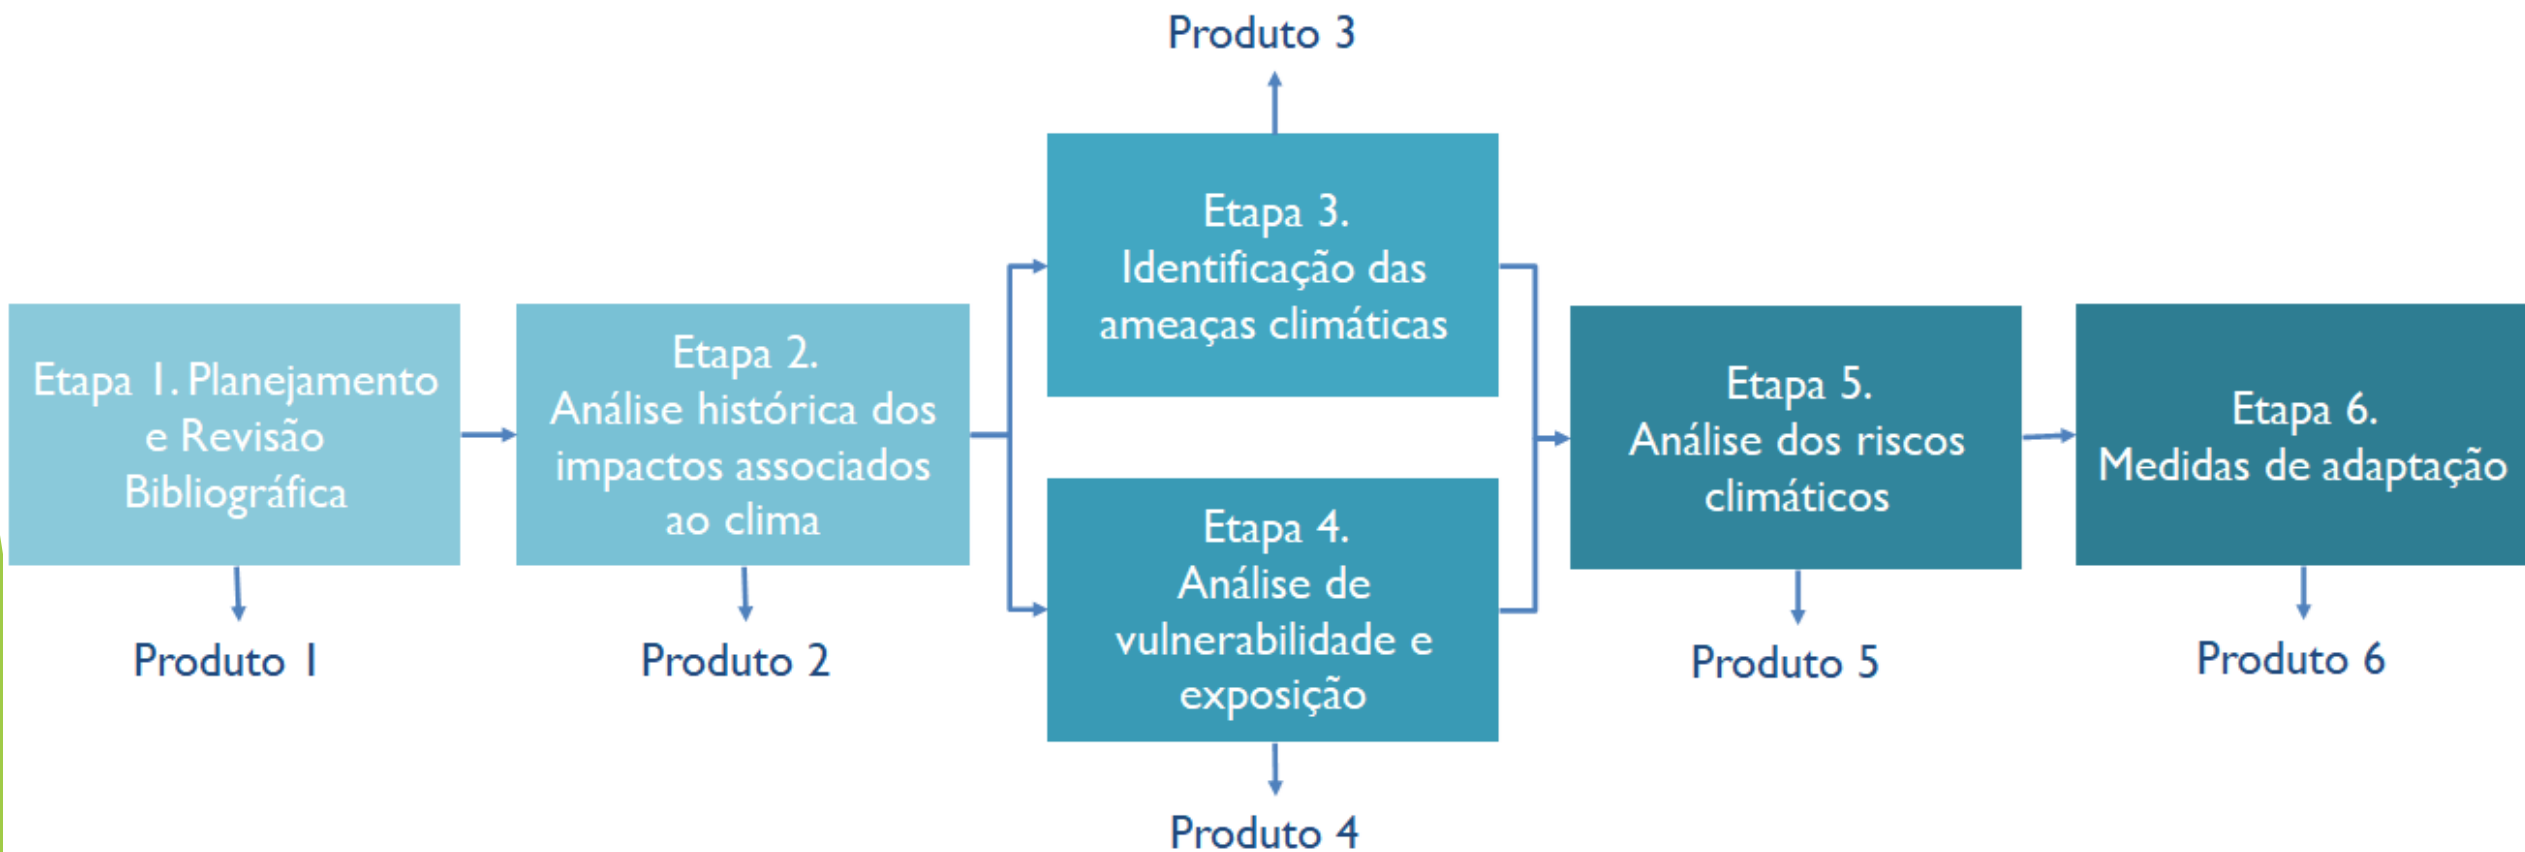 Produto 3
Etapa 3.
Identificação das
ameaças climáticas
Etapa 1. Planejamento
e Revisão
Bibliográfica
Produto 1
Etapa 2.
Análise histórica dos
impactos associados
ao clima
Produto 2
Etapa 4.
Análise de
vulnerabilidade e
exposição
Produto 4
Etapa 5.
Análise dos riscos
climáticos
Produto 5
Etapa 6.
Medidas de adaptação
Produto 6